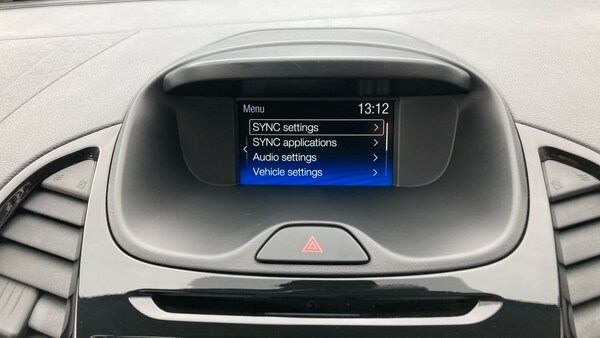 Menu 13:12
SYNC settings
SYNC applications
Audio settings
Vehicle settings